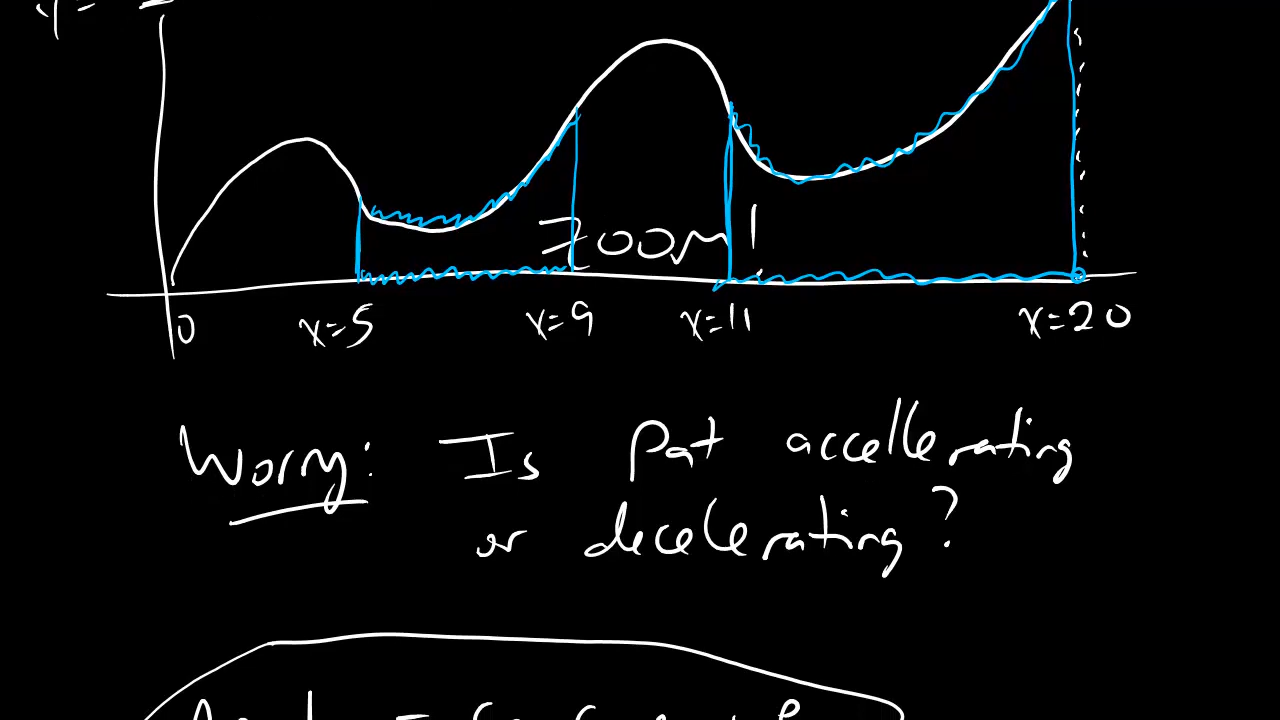 ZOOM!
0 x=5 x=9 x=11 x=20
Worry: Is Pat accellerating
or decelerating?